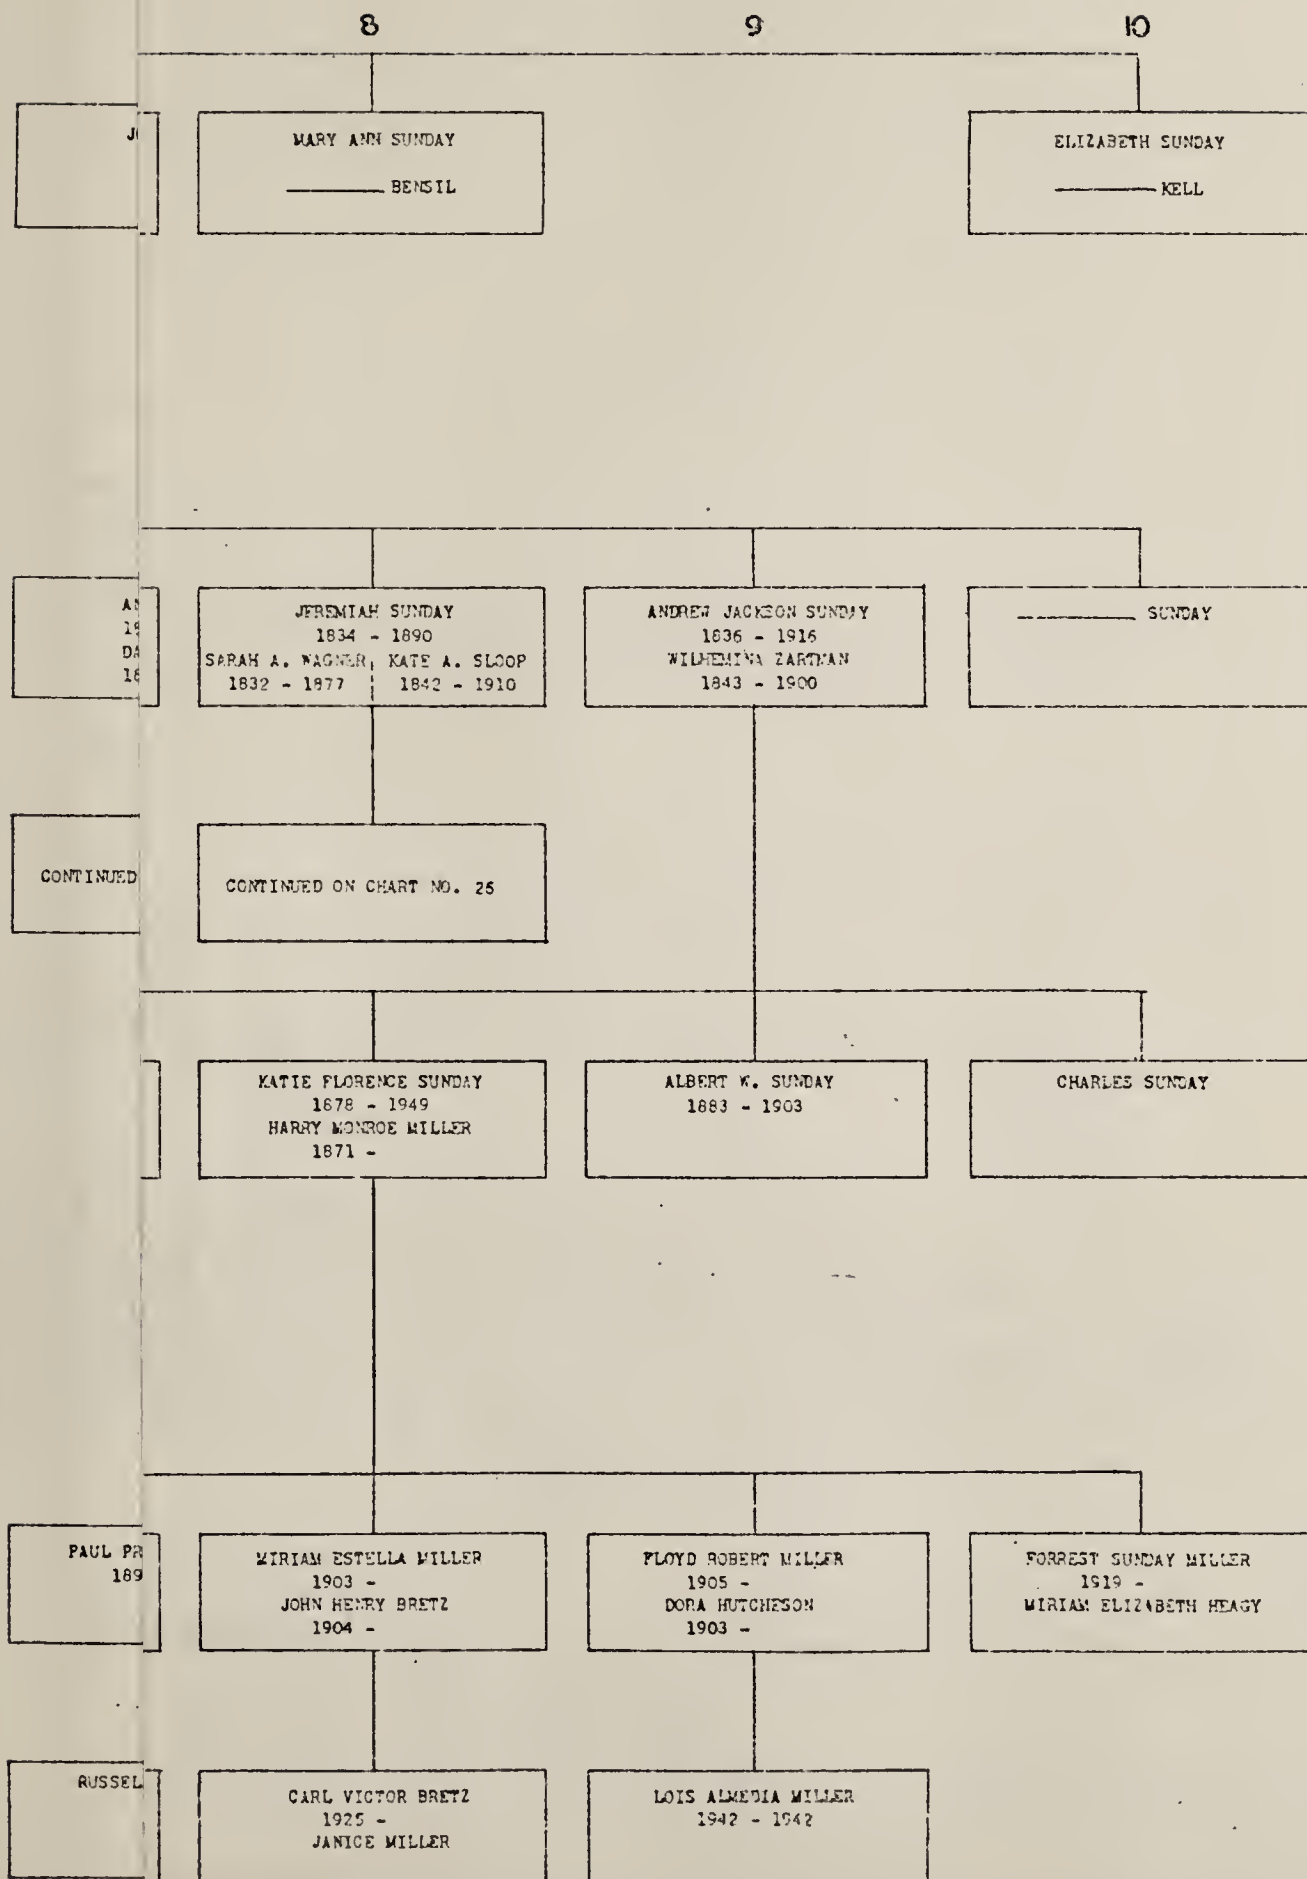 8 9 10
MARY ANN SUNDAY
BENSIL
ELIZABETH SUNDAY
KELL
JEREMIAH SUNDAY
1834 - 1890
SARAH A. WAGNER KATE A. SLOOP
1832 - 1877 1842 - 1910
ANDREW JACKSON SUNDAY
1836 - 1916
WILHEMINA ZARTMAN
1843 - 1900
SUNDAY
CONTINUED
CONTINUED ON CHART NO. 25
KATIE FLORENCE SUNDAY
1878 - 1949
HARRY MONROE MILLER
1871 -
ALBERT W. SUNDAY
1883 - 1903
CHARLES SUNDAY
PAUL PR
189
MIRIAM ESTELLA MILLER
1903 -
JOHN HENRY BRETZ
1904 -
FLOYD ROBERT MILLER
1905 -
DORA HUTCHESON
1903 -
FORREST SUNDAY MILLER
1919 -
MIRIAM ELIZABETH HEAGY
RUSSEL
CARL VICTOR BRETZ
1925 -
JANICE MILLER
LOIS ALMEDIA MILLER
1942 - 1942